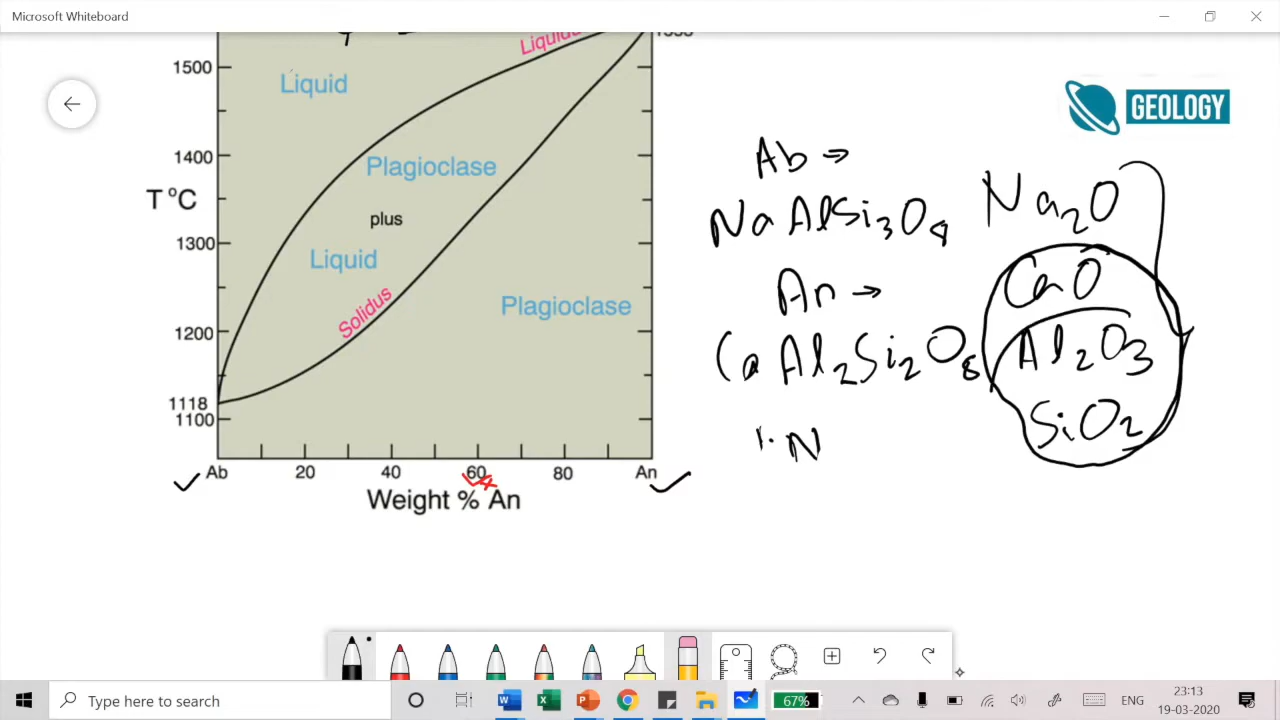 Microsoft Whiteboard
Liquidus
1500
Liquid
GEOLOGY
Ab →
1400
Plagioclase
T °C
Na2O
plus
NaAlSi3O8
1300
Liquid
CaO
An →
Solidus
Plagioclase
1200
CaAl2Si2O8
Al2O3
1118
1100
SiO2
N
Ab 20 40 60 80 An
Weight % An
Type here to search
67%
ENG
23:13
19-03-2020